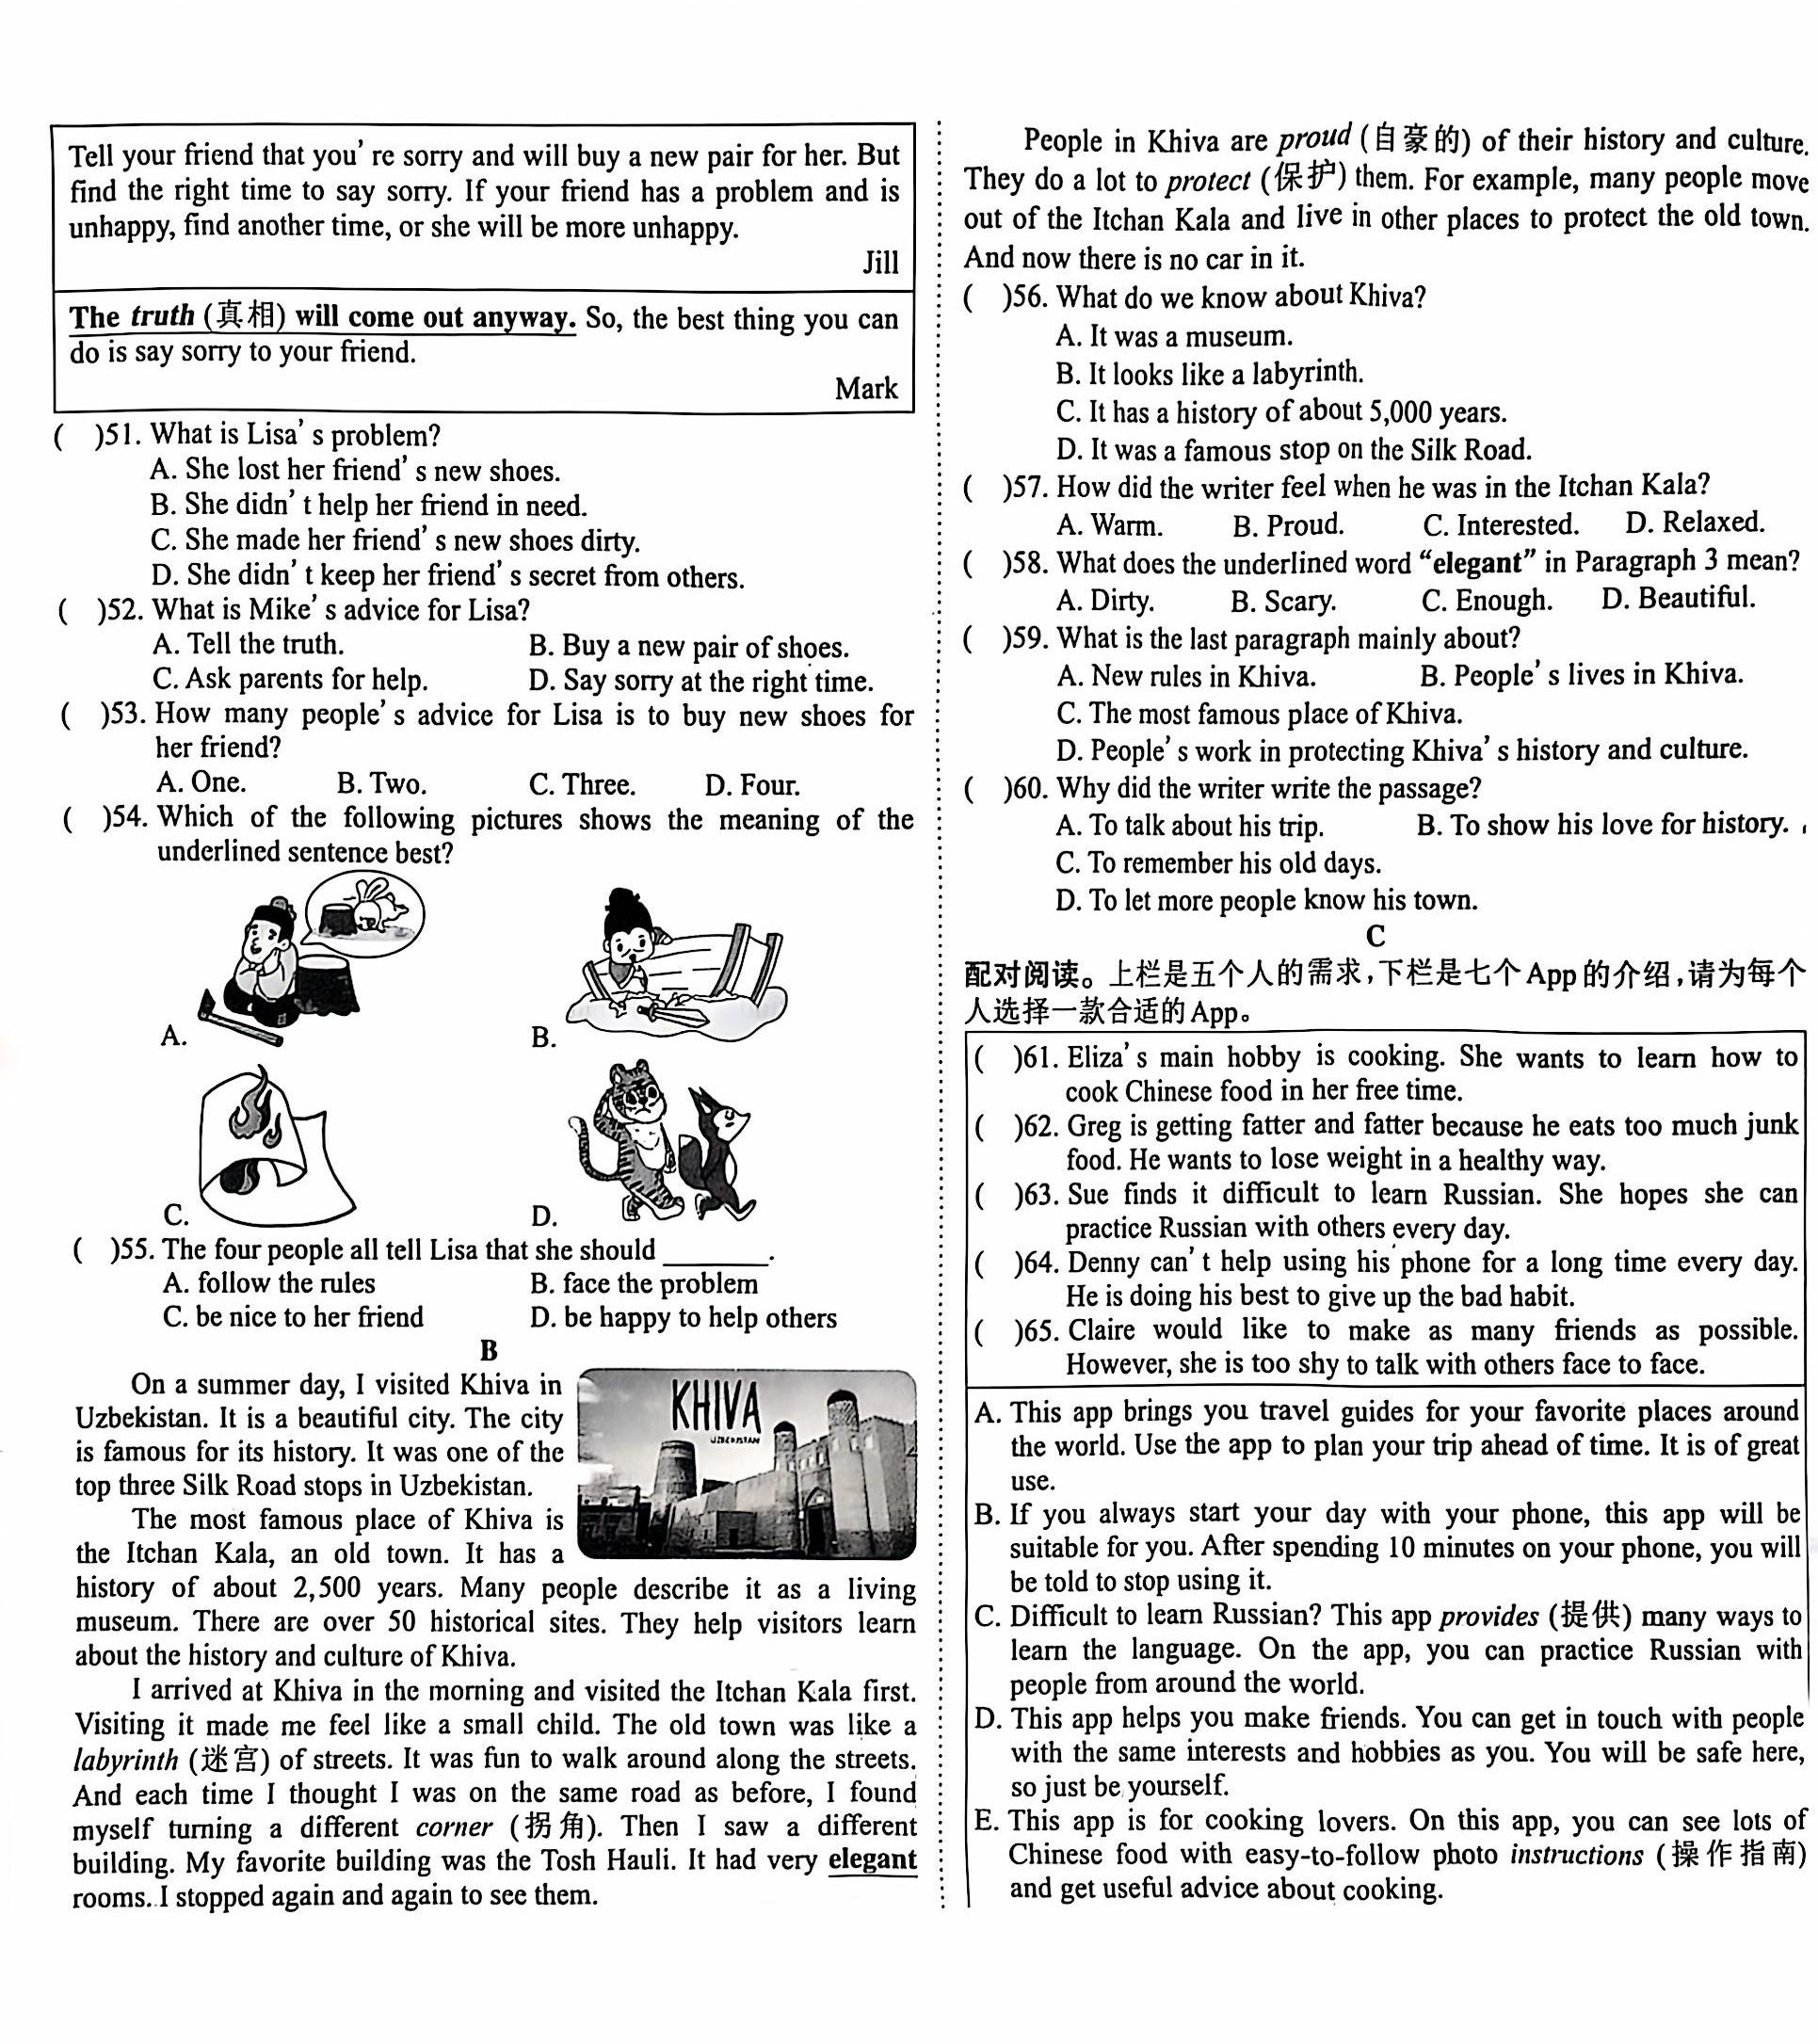 Tell your friend that you're sorry and will buy a new pair for her. But
find the right time to say sorry. If your friend has a problem and is
unhappy, find another time, or she will be more unhappy.
Jill
The truth (真相) will come out anyway. So, the best thing you can
do is say sorry to your friend.
Mark
( )51. What is Lisa's problem?
A. She lost her friend's new shoes.
B. She didn't help her friend in need.
C. She made her friend's new shoes dirty.
D. She didn't keep her friend's secret from others.
( )52. What is Mike's advice for Lisa?
A. Tell the truth. B. Buy a new pair of shoes.
C. Ask parents for help. D. Say sorry at the right time.
( )53. How many people's advice for Lisa is to buy new shoes for
her friend?
A. One. B. Two. C. Three. D. Four.
( )54. Which of the following pictures shows the meaning of the
underlined sentence best?
A. B.
C. D.
( )55. The four people all tell Lisa that she should ________.
A. follow the rules B. face the problem
C. be nice to her friend D. be happy to help others
B
On a summer day, I visited Khiva in
Uzbekistan. It is a beautiful city. The city
is famous for its history. It was one of the
top three Silk Road stops in Uzbekistan.
KHIVA
UZBEKISTAN
The most famous place of Khiva is
the Itchan Kala, an old town. It has a
history of about 2,500 years. Many people describe it as a living
museum. There are over 50 historical sites. They help visitors learn
about the history and culture of Khiva.
I arrived at Khiva in the morning and visited the Itchan Kala first.
Visiting it made me feel like a small child. The old town was like a
labyrinth (迷宫) of streets. It was fun to walk around along the streets.
And each time I thought I was on the same road as before, I found
myself turning a different corner (拐角). Then I saw a different
building. My favorite building was the Tosh Hauli. It had very elegant
rooms. I stopped again and again to see them.
People in Khiva are proud (自豪的) of their history and culture.
They do a lot to protect (保护) them. For example, many people move
out of the Itchan Kala and live in other places to protect the old town.
And now there is no car in it.
( )56. What do we know about Khiva?
A. It was a museum.
B. It looks like a labyrinth.
C. It has a history of about 5,000 years.
D. It was a famous stop on the Silk Road.
( )57. How did the writer feel when he was in the Itchan Kala?
A. Warm. B. Proud. C. Interested. D. Relaxed.
( )58. What does the underlined word “elegant” in Paragraph 3 mean?
A. Dirty. B. Scary. C. Enough. D. Beautiful.
( )59. What is the last paragraph mainly about?
A. New rules in Khiva. B. People's lives in Khiva.
C. The most famous place of Khiva.
D. People's work in protecting Khiva's history and culture.
( )60. Why did the writer write the passage?
A. To talk about his trip. B. To show his love for history.
C. To remember his old days.
D. To let more people know his town.
C
配对阅读。上栏是五个人的需求,下栏是七个App的介绍,请为每个
人选择一款合适的App。
( )61. Eliza's main hobby is cooking. She wants to learn how to
cook Chinese food in her free time.
( )62. Greg is getting fatter and fatter because he eats too much junk
food. He wants to lose weight in a healthy way.
( )63. Sue finds it difficult to learn Russian. She hopes she can
practice Russian with others every day.
( )64. Denny can't help using his phone for a long time every day.
He is doing his best to give up the bad habit.
( )65. Claire would like to make as many friends as possible.
However, she is too shy to talk with others face to face.
A. This app brings you travel guides for your favorite places around
the world. Use the app to plan your trip ahead of time. It is of great
use.
B. If you always start your day with your phone, this app will be
suitable for you. After spending 10 minutes on your phone, you will
be told to stop using it.
C. Difficult to learn Russian? This app provides (提供) many ways to
learn the language. On the app, you can practice Russian with
people from around the world.
D. This app helps you make friends. You can get in touch with people
with the same interests and hobbies as you. You will be safe here,
so just be yourself.
E. This app is for cooking lovers. On this app, you can see lots of
Chinese food with easy-to-follow photo instructions (操作指南)
and get useful advice about cooking.